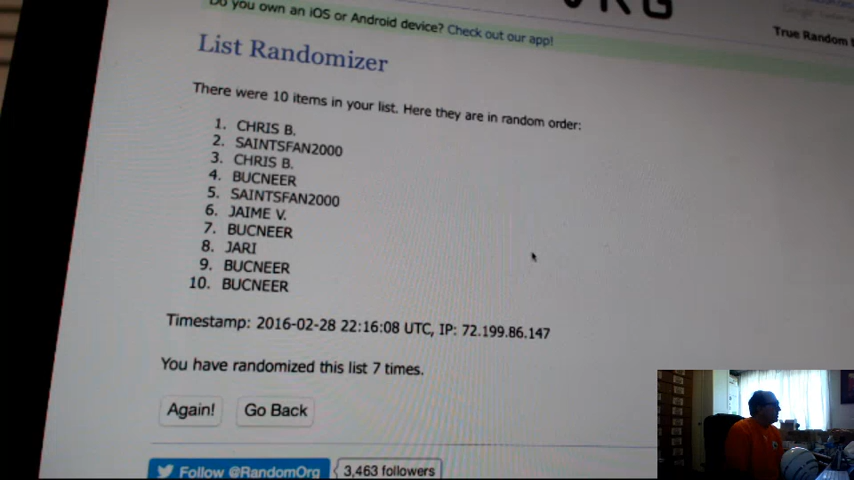 Do you own an iOS or Android device? Check out our app!
True Random
List Randomizer
There were 10 items in your list. Here they are in random order:
1. CHRIS B.
2. SAINTSFAN2000
3. CHRIS B.
4. BUCNEER
5. SAINTSFAN2000
6. JAIME V.
7. BUCNEER
8. JARI
9. BUCNEER
10. BUCNEER
Timestamp: 2016-02-28 22:16:08 UTC, IP: 72.199.86.147
You have randomized this list 7 times.
Again! Go Back
Follow @RandomOrg 3,463 followers